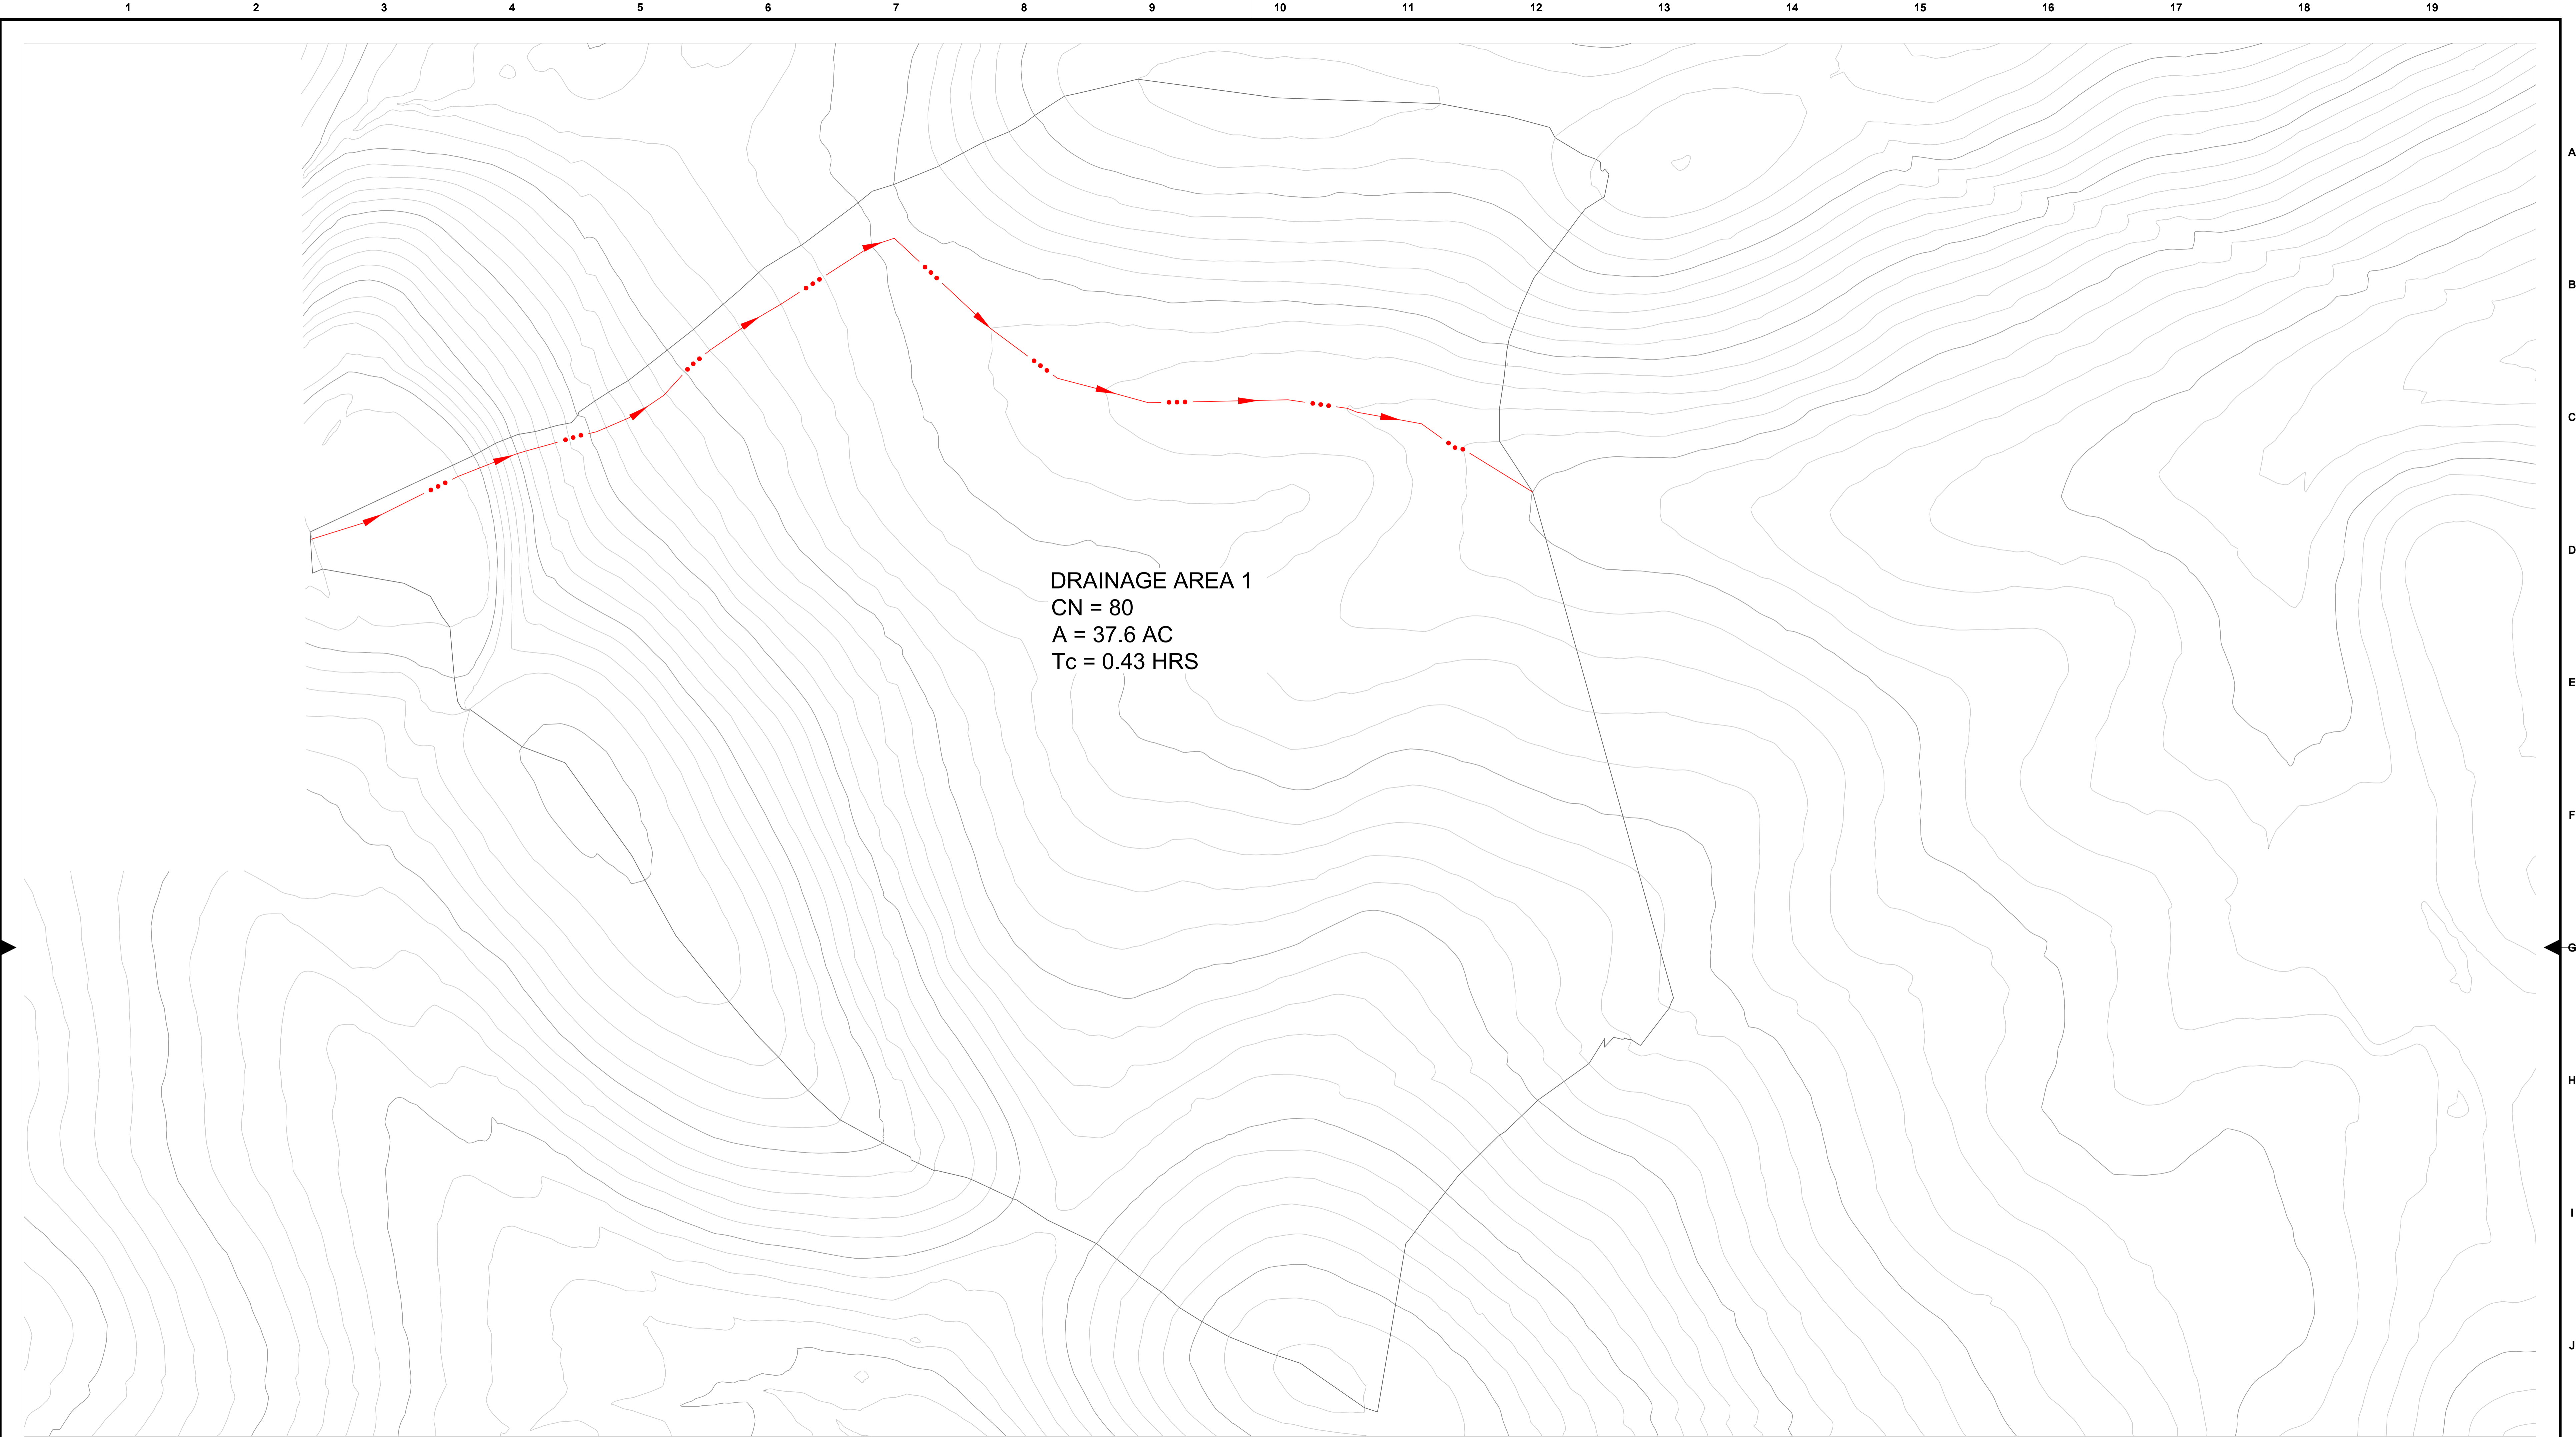 1 2 3 4 5 6 7 8 9 10 11 12 13 14 15 16 17 18 19
A
B
C
D
DRAINAGE AREA 1
CN = 80
A = 37.6 AC
Tc = 0.43 HRS
E
F
G
H
I
J